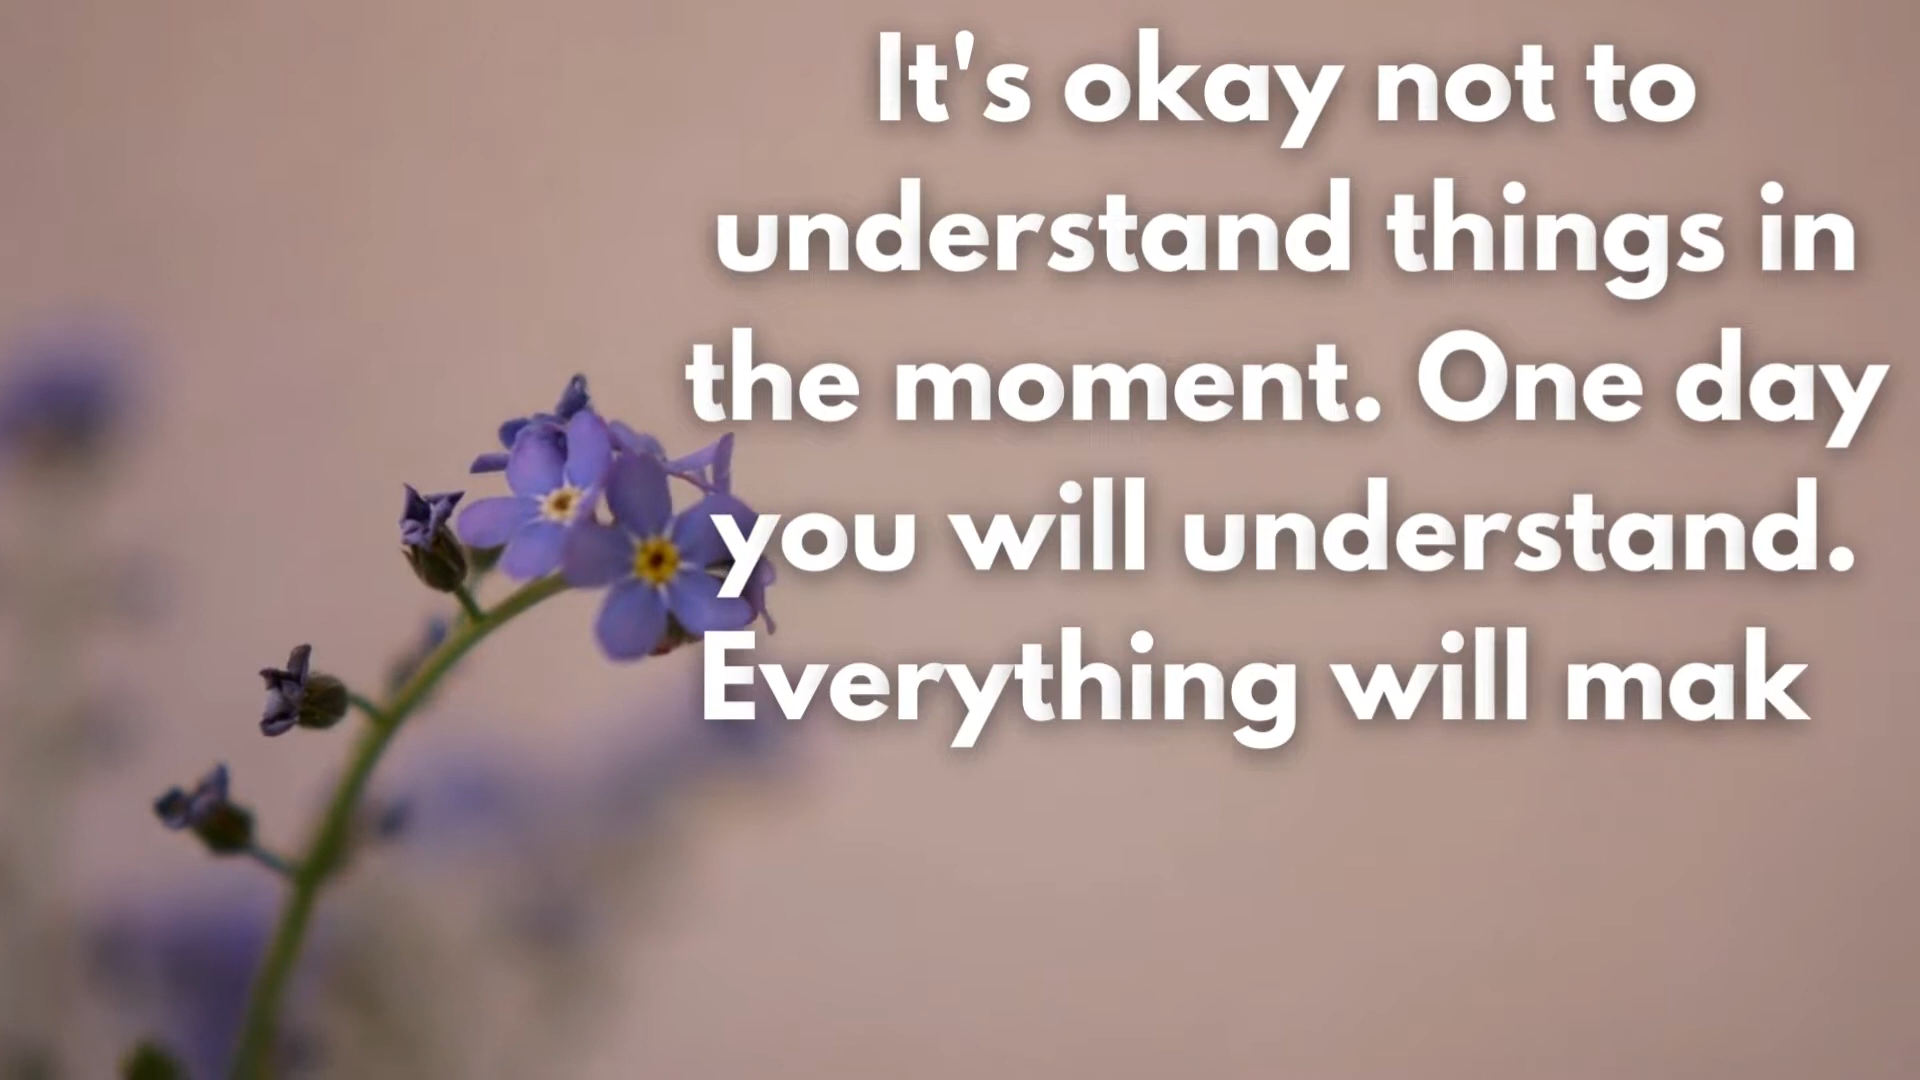 It's okay not to
understand things in
the moment. One day
you will understand.
Everything will mak